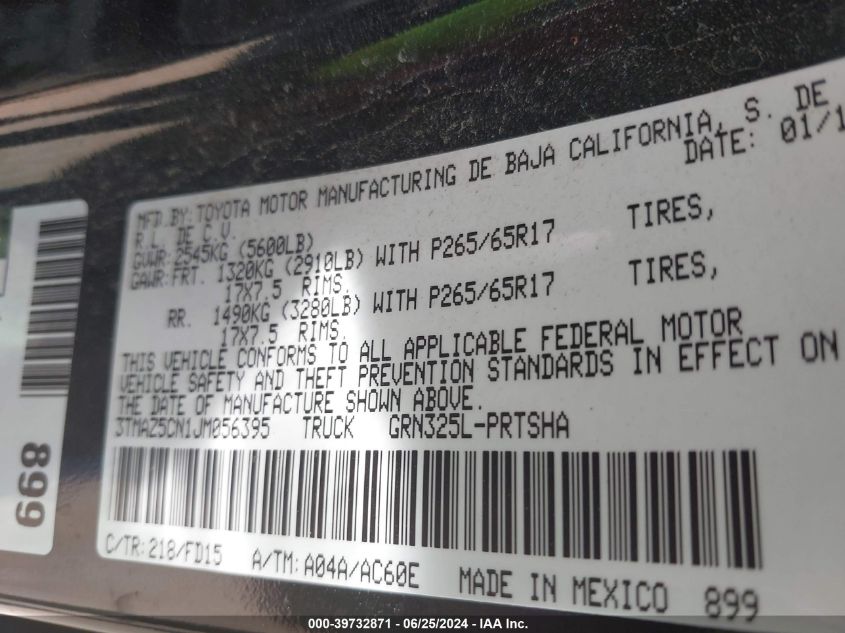 MFD.BY:TOYOTA MOTOR MANUFACTURING DE BAJA CALIFORNIA, S. DE
R.L. DE C.V. DATE: 01/1
GVWR:2545KG (5600LB)
GAWR:FRT. 1320KG (2910LB) WITH P265/65R17 TIRES,
17X7.5 RIMS
RR. 1490KG (3280LB) WITH P265/65R17 TIRES,
17X7.5 RIMS
THIS VEHICLE CONFORMS TO ALL APPLICABLE FEDERAL MOTOR
VEHICLE SAFETY AND THEFT PREVENTION STANDARDS IN EFFECT ON
THE DATE OF MANUFACTURE SHOWN ABOVE.
3TMAZ5CN1JM056395 TRUCK GRN325L-PRTSHA
C/TR:218/FD15 A/TM:A04A/AC60E MADE IN MEXICO 899
899
000-39732871 - 06/25/2024 - IAA Inc.